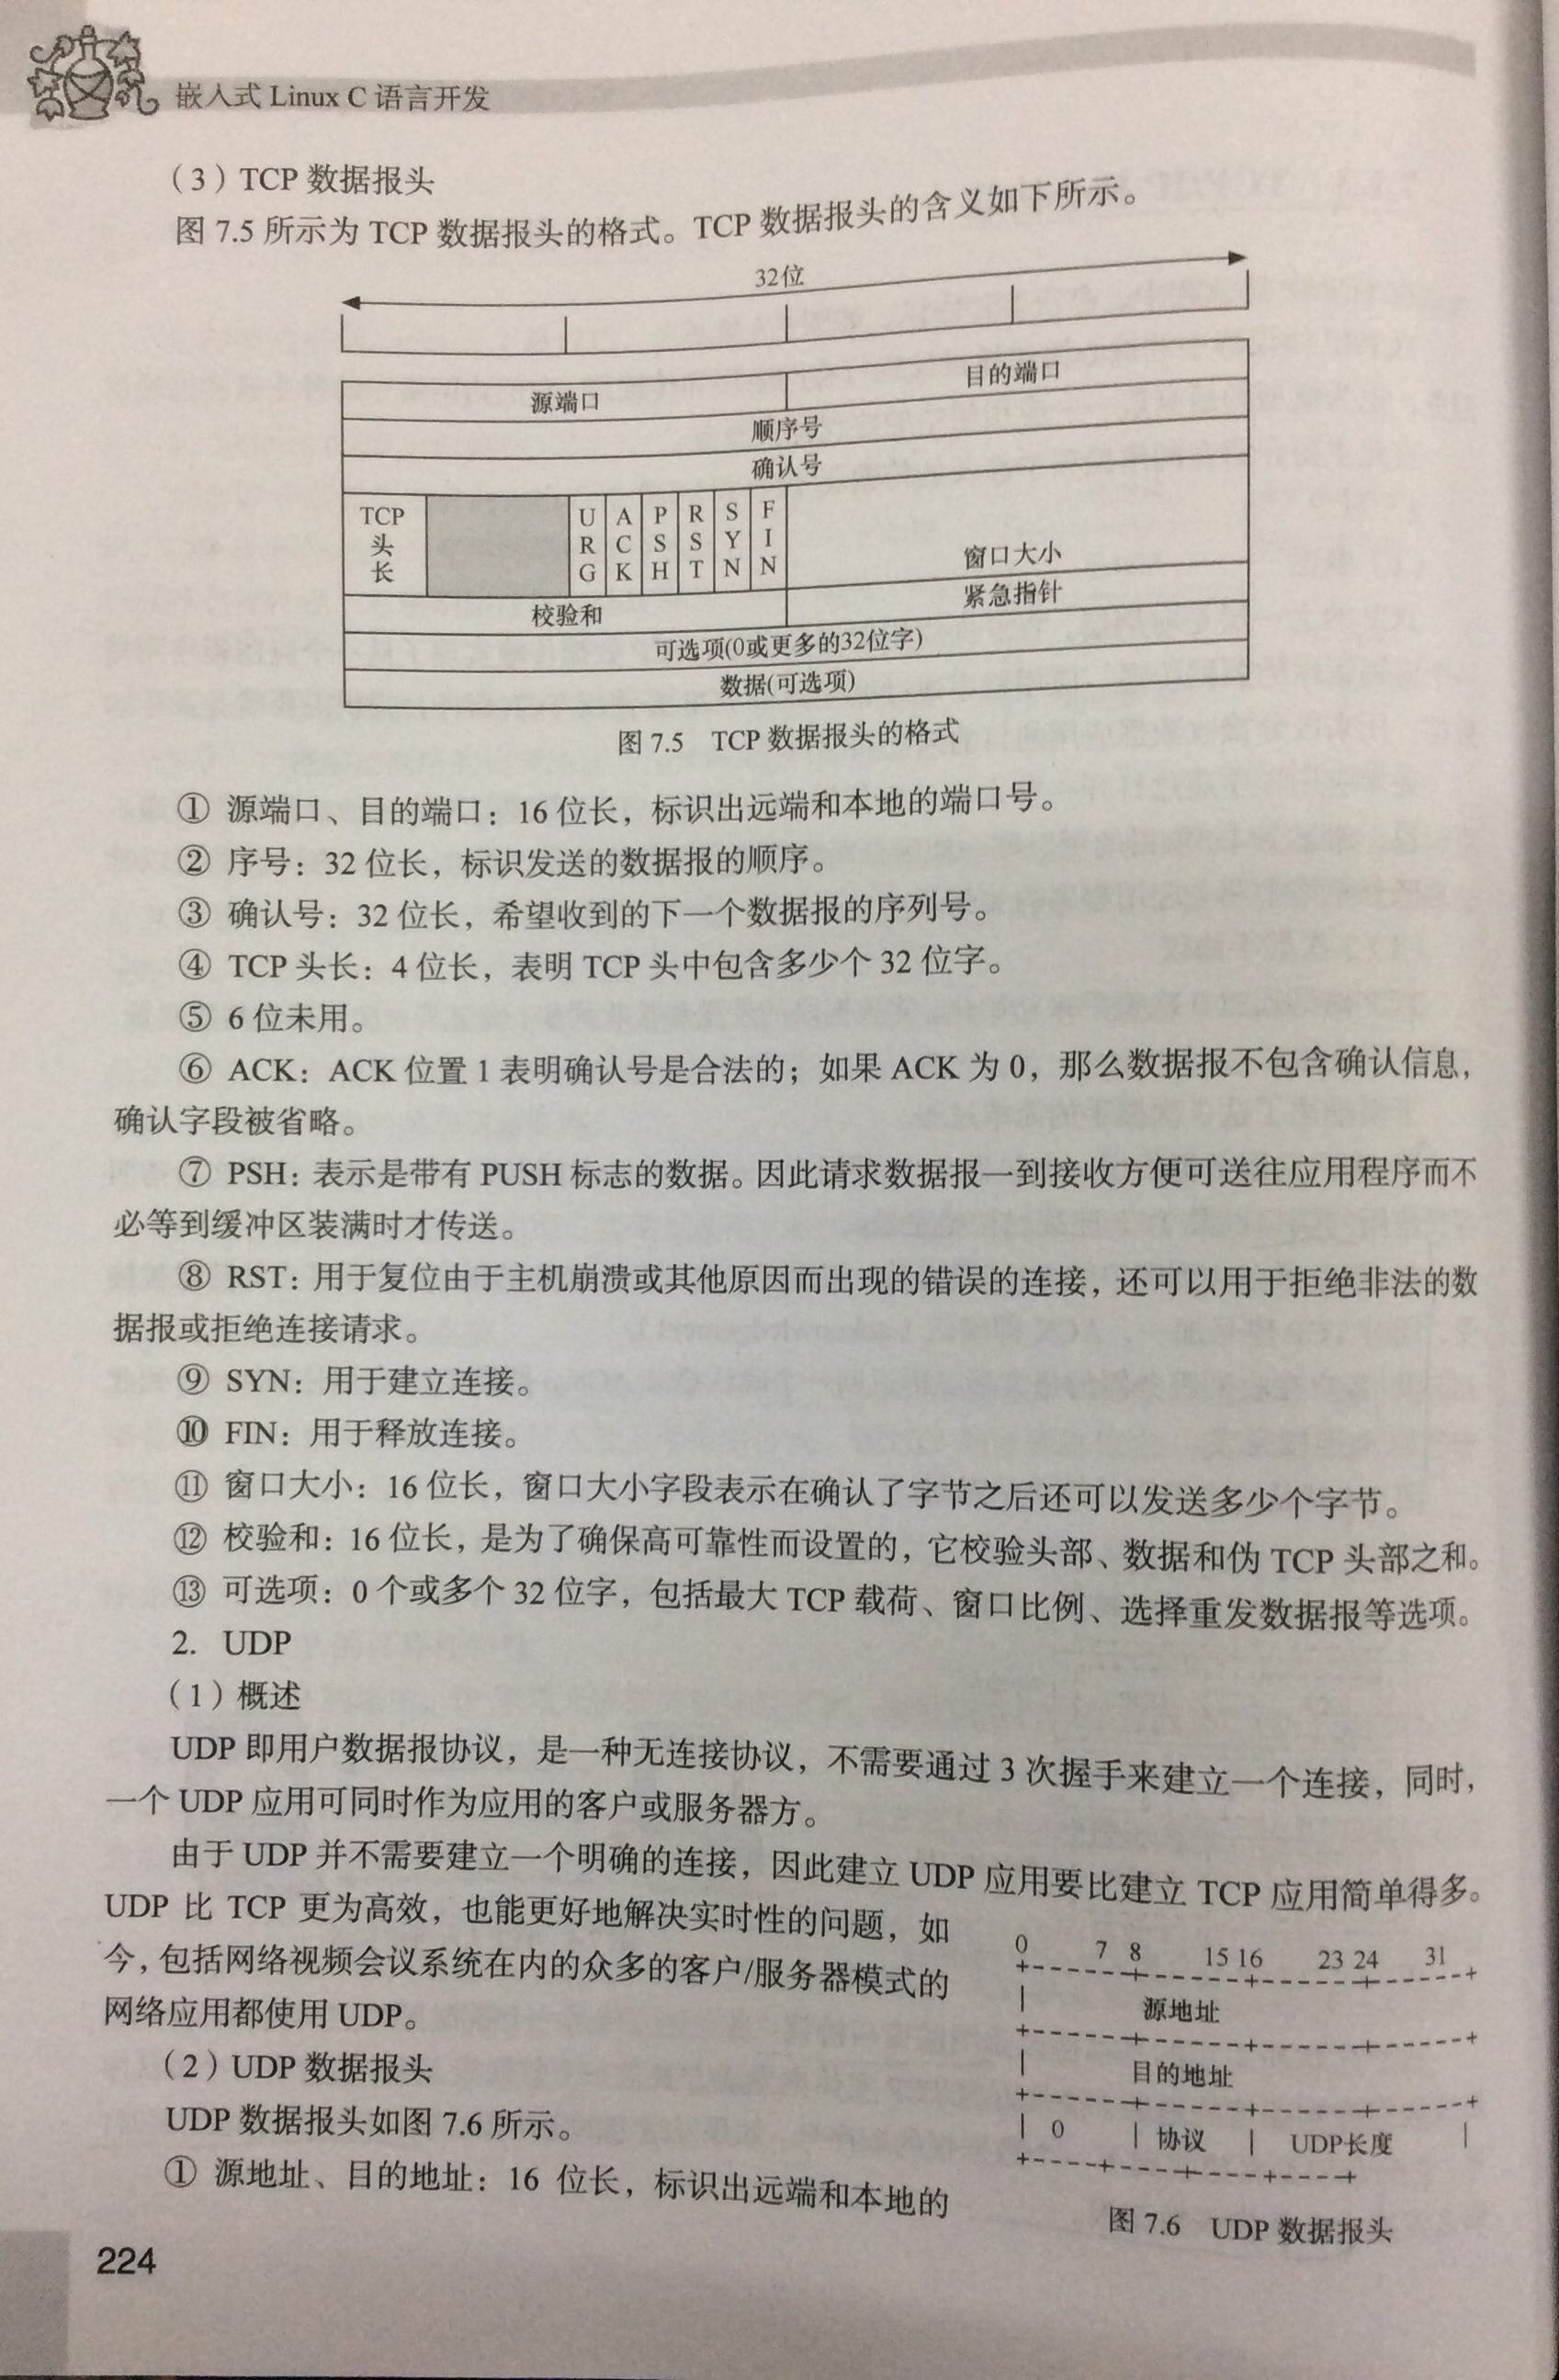 嵌入式 Linux C 语言开发
（3）TCP 数据报头
图 7.5 所示为 TCP 数据报头的格式。TCP 数据报头的含义如下所示。
32位
源端口 目的端口
顺序号
确认号
TCP头长 URG ACK PSH RST SYN FIN 窗口大小
校验和 紧急指针
可选项(0或更多的32位字)
数据(可选项)
图 7.5 TCP 数据报头的格式
① 源端口、目的端口：16 位长，标识出远端和本地的端口号。
② 序号：32 位长，标识发送的数据报的顺序。
③ 确认号：32 位长，希望收到的下一个数据报的序列号。
④ TCP 头长：4 位长，表明 TCP 头中包含多少个 32 位字。
⑤ 6 位未用。
⑥ ACK：ACK 位置 1 表明确认号是合法的；如果 ACK 为 0，那么数据报不包含确认信息，
确认字段被省略。
⑦ PSH：表示是带有 PUSH 标志的数据。因此请求数据报一到接收方便可送往应用程序而不
必等到缓冲区装满时才传送。
⑧ RST：用于复位由于主机崩溃或其他原因而出现的错误的连接，还可以用于拒绝非法的数
据报或拒绝连接请求。
⑨ SYN：用于建立连接。
⑩ FIN：用于释放连接。
⑪ 窗口大小：16 位长，窗口大小字段表示在确认了字节之后还可以发送多少个字节。
⑫ 校验和：16 位长，是为了确保高可靠性而设置的，它校验头部、数据和伪 TCP 头部之和。
⑬ 可选项：0 个或多个 32 位字，包括最大 TCP 载荷、窗口比例、选择重发数据报等选项。
2. UDP
（1）概述
UDP 即用户数据报协议，是一种无连接协议，不需要通过 3 次握手来建立一个连接，同时，
一个 UDP 应用可同时作为应用的客户或服务器方。
由于 UDP 并不需要建立一个明确的连接，因此建立 UDP 应用要比建立 TCP 应用简单得多。
UDP 比 TCP 更为高效，也能更好地解决实时性的问题，如
今，包括网络视频会议系统在内的众多的客户/服务器模式的
网络应用都使用 UDP。
（2）UDP 数据报头
UDP 数据报头如图 7.6 所示。
① 源地址、目的地址：16 位长，标识出远端和本地的
0 7 8 15 16 23 24 31
源地址
目的地址
0 协议 UDP长度
图 7.6 UDP 数据报头
224